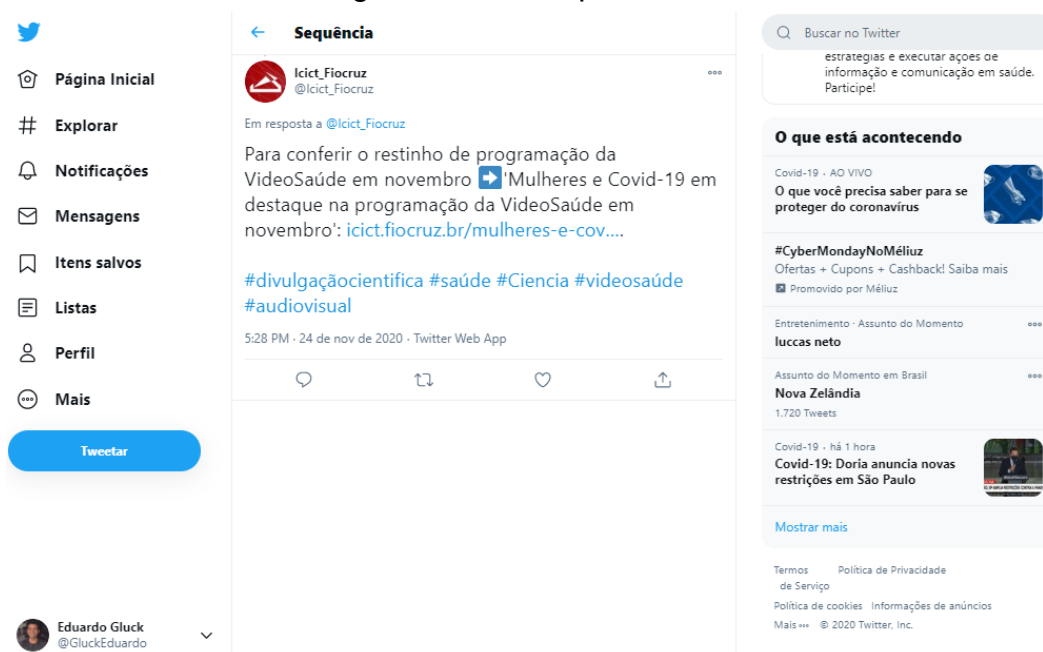 Página Inicial
Explorar
Notificações
Mensagens
Itens salvos
Listas
Perfil
Mais
Tweetar
Eduardo Gluck
@GluckEduardo
Sequência
Icict_Fiocruz
@Icict_Fiocruz
Em resposta a @Icict_Fiocruz
Para conferir o restinho de programação da
VideoSaúde em novembro ➡'Mulheres e Covid-19 em
destaque na programação da VideoSaúde em
novembro': icict.fiocruz.br/mulheres-e-cov....
#divulgaçãocientifica #saúde #Ciencia #videosaúde
#audiovisual
5:28 PM · 24 de nov de 2020 · Twitter Web App
Buscar no Twitter
estratégias e executar ações de
informação e comunicação em saúde.
Participe!
O que está acontecendo
Covid-19 · AO VIVO
O que você precisa saber para se
proteger do coronavírus
#CyberMondayNoMéliuz
Ofertas + Cupons + Cashback! Saiba mais
Promovido por Méliuz
Entretenimento · Assunto do Momento
luccas neto
Assunto do Momento em Brasil
Nova Zelândia
1.720 Tweets
Covid-19 · há 1 hora
Covid-19: Doria anuncia novas
restrições em São Paulo
Mostrar mais
Termos de Serviço
Política de Privacidade
Política de cookies Informações de anúncios
Mais © 2020 Twitter, Inc.